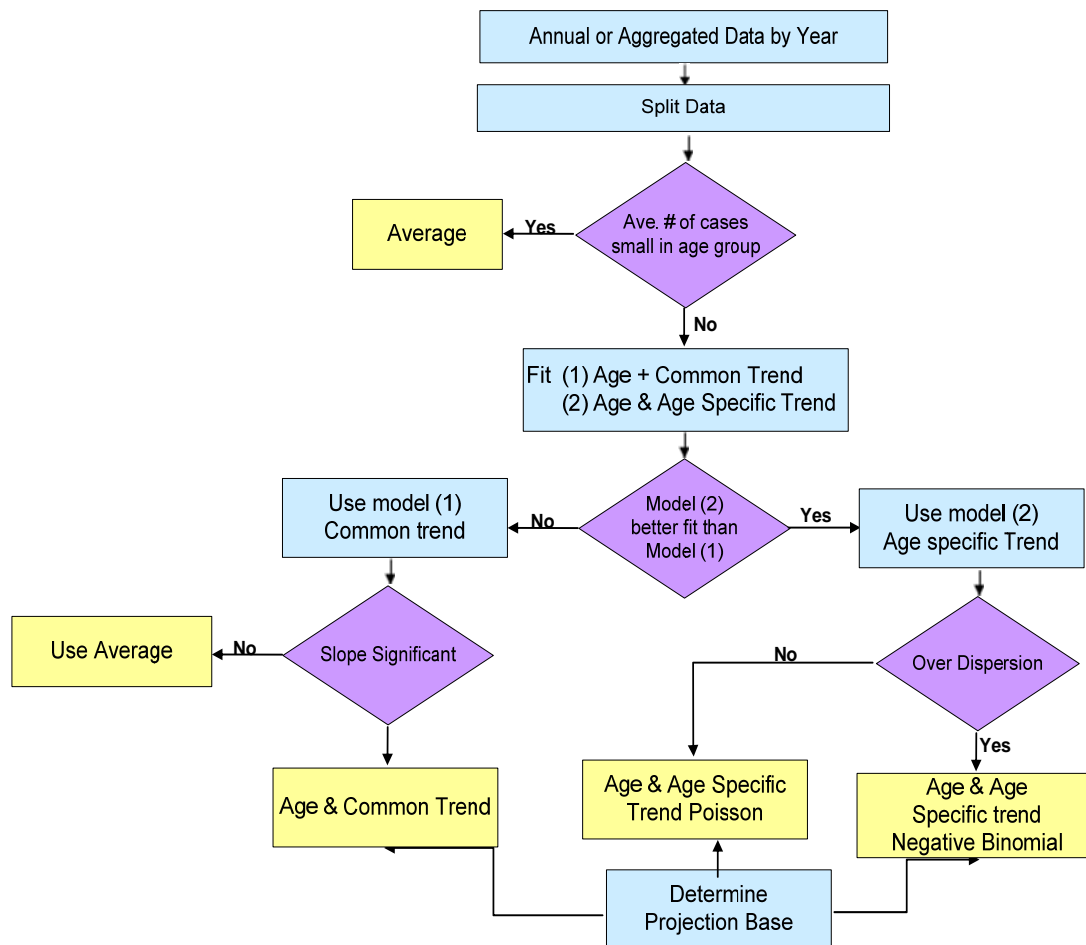 Annual or Aggregated Data by Year
Split Data
Ave. # of cases
small in age group
Yes
Average
No
Fit (1) Age + Common Trend
(2) Age & Age Specific Trend
Model (2)
better fit than
Model (1)
No
Use model (1)
Common trend
Yes
Use model (2)
Age specific Trend
Slope Significant
No
Use Average
Over Dispersion
No
Yes
Age & Common Trend
Age & Age Specific
Trend Poisson
Age & Age
Specific trend
Negative Binomial
Determine
Projection Base